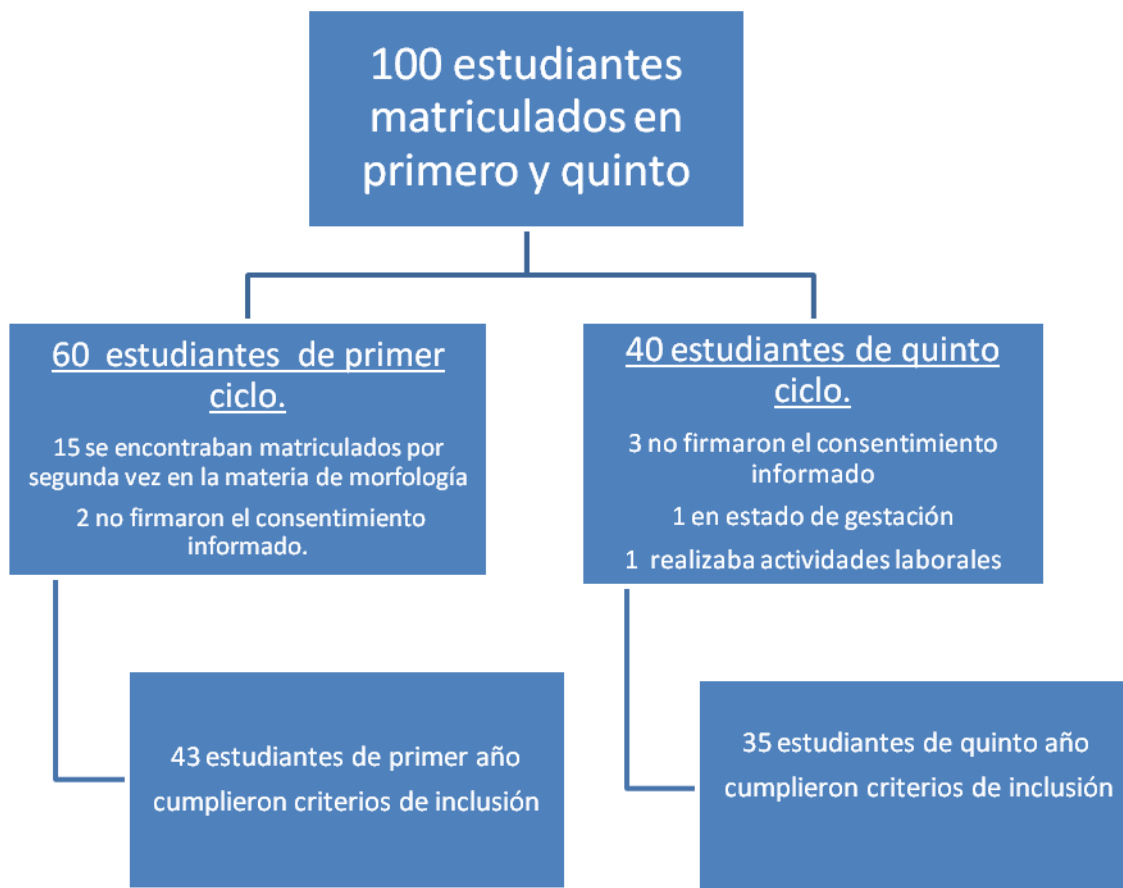 100 estudiantes
matriculados en
primero y quinto
60 estudiantes de primer
ciclo.
15 se encontraban matriculados por
segunda vez en la materia de morfología
2 no firmaron el consentimiento
informado.
40 estudiantes de quinto
ciclo.
3 no firmaron el consentimiento
informado
1 en estado de gestación
1 realizaba actividades laborales
43 estudiantes de primer año
cumplieron criterios de inclusión
35 estudiantes de quinto año
cumplieron criterios de inclusión